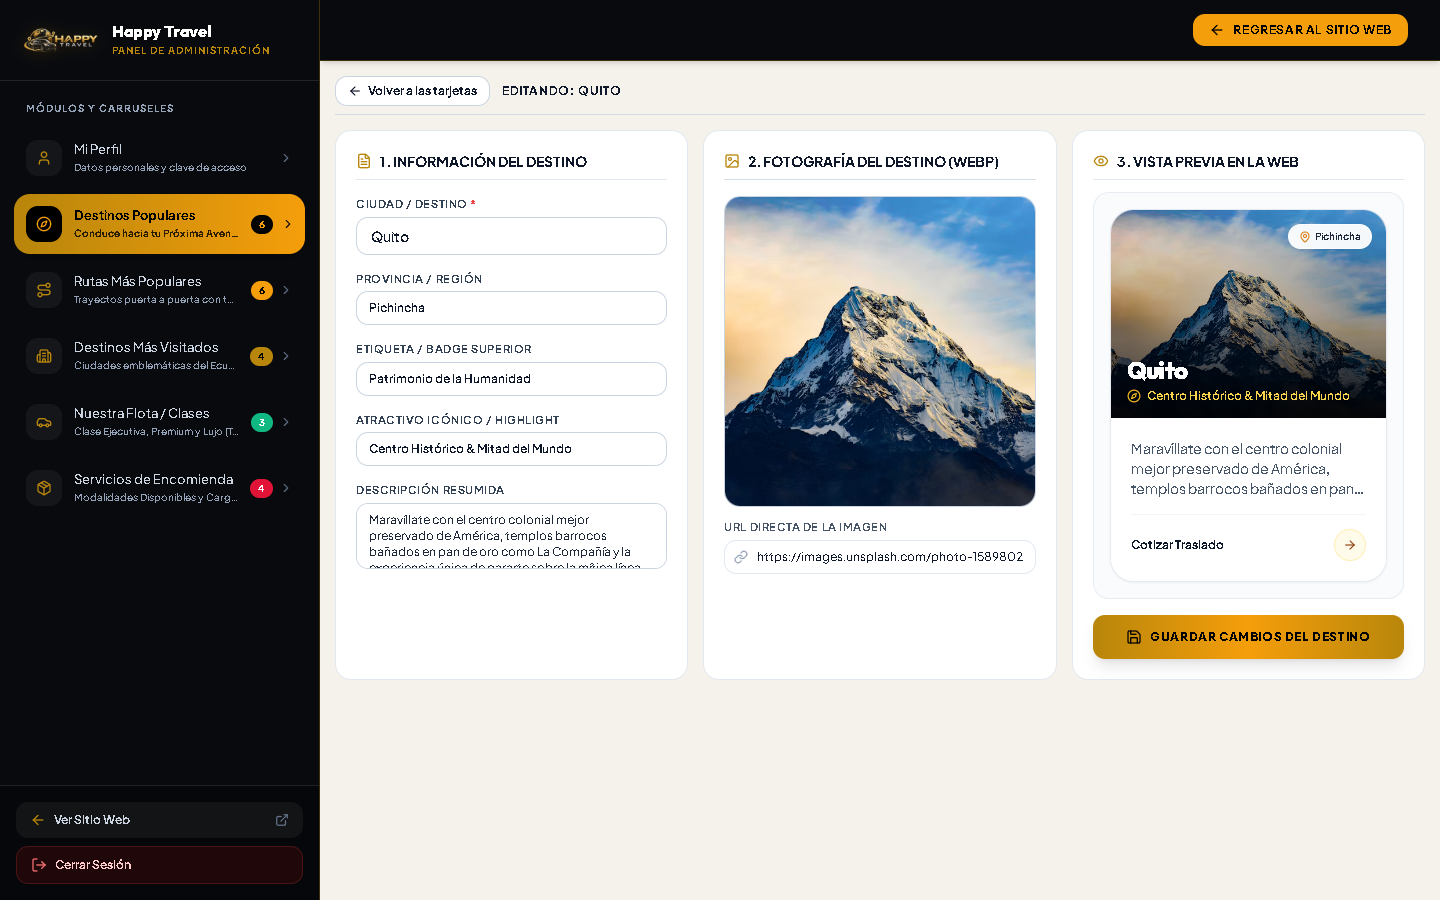 HAPPY
TRAVEL
Happy Travel
PANEL DE ADMINISTRACIÓN
MÓDULOS Y CARRUSELES
Mi Perfil
Datos personales y clave de acceso
Destinos Populares
Conduce hacia tu Próxima Aven...
6
Rutas Más Populares
Trayectos puerta a puerta con t...
6
Destinos Más Visitados
Ciudades emblemáticas del Ecu...
4
Nuestra Flota / Clases
Clase Ejecutiva, Premium y Lujo (T...
3
Servicios de Encomienda
Modalidades Disponibles y Carg...
4
Ver Sitio Web
Cerrar Sesión
REGRESAR AL SITIO WEB
Volver a las tarjetas
EDITANDO: QUITO
1. INFORMACIÓN DEL DESTINO
CIUDAD / DESTINO *
Quito
PROVINCIA / REGIÓN
Pichincha
ETIQUETA / BADGE SUPERIOR
Patrimonio de la Humanidad
ATRACTIVO ICÓNICO / HIGHLIGHT
Centro Histórico & Mitad del Mundo
DESCRIPCIÓN RESUMIDA
Maravíllate con el centro colonial mejor
preservado de América, templos barrocos
bañados en pan de oro como La Compañía y la
experiencia única de pararte sobre la mítica línea
2. FOTOGRAFÍA DEL DESTINO (WEBP)
URL DIRECTA DE LA IMAGEN
https://images.unsplash.com/photo-1589802
3. VISTA PREVIA EN LA WEB
Pichincha
Quito
Centro Histórico & Mitad del Mundo
Maravíllate con el centro colonial
mejor preservado de América,
templos barrocos bañados en pan...
Cotizar Traslado
GUARDAR CAMBIOS DEL DESTINO